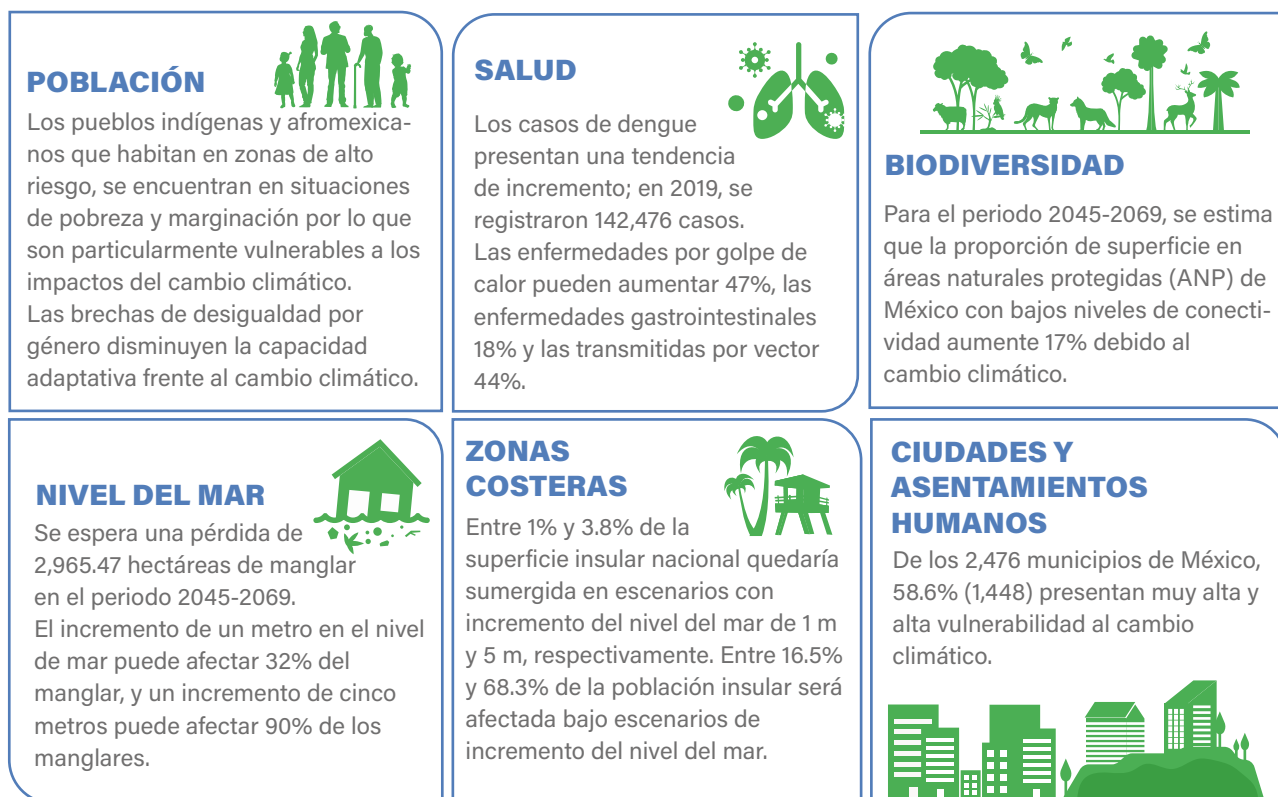 POBLACIÓN
Los pueblos indígenas y afromexica-
nos que habitan en zonas de alto
riesgo, se encuentran en situaciones
de pobreza y marginación por lo que
son particularmente vulnerables a los
impactos del cambio climático.
Las brechas de desigualdad por
género disminuyen la capacidad
adaptativa frente al cambio climático.
SALUD
Los casos de dengue
presentan una tendencia
de incremento; en 2019, se
registraron 142,476 casos.
Las enfermedades por golpe de
calor pueden aumentar 47%, las
enfermedades gastrointestinales
18% y las transmitidas por vector
44%.
BIODIVERSIDAD
Para el periodo 2045-2069, se estima
que la proporción de superficie en
áreas naturales protegidas (ANP) de
México con bajos niveles de conecti-
vidad aumente 17% debido al
cambio climático.
NIVEL DEL MAR
Se espera una pérdida de
2,965.47 hectáreas de manglar
en el periodo 2045-2069.
El incremento de un metro en el nivel
de mar puede afectar 32% del
manglar, y un incremento de cinco
metros puede afectar 90% de los
manglares.
ZONAS
COSTERAS
Entre 1% y 3.8% de la
superficie insular nacional quedaría
sumergida en escenarios con
incremento del nivel del mar de 1 m
y 5 m, respectivamente. Entre 16.5%
y 68.3% de la población insular será
afectada bajo escenarios de
incremento del nivel del mar.
CIUDADES Y
ASENTAMIENTOS
HUMANOS
De los 2,476 municipios de México,
58.6% (1,448) presentan muy alta y
alta vulnerabilidad al cambio
climático.